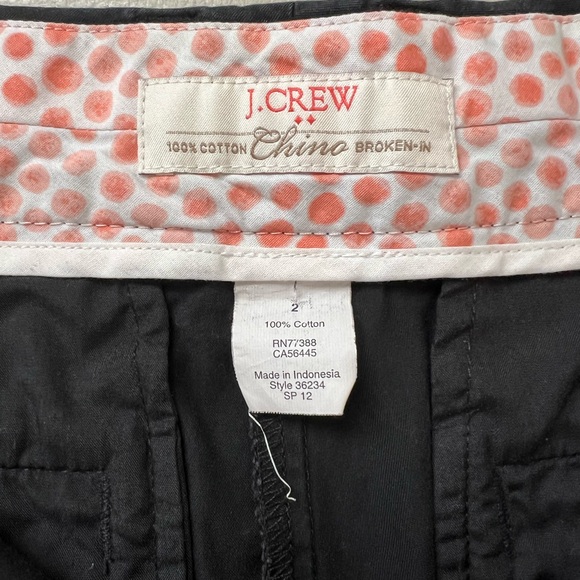 J.CREW
100% COTTON Chino BROKEN-IN
2
100% Cotton
RN77388
CA56445
Made in Indonesia
Style 36234
SP 12